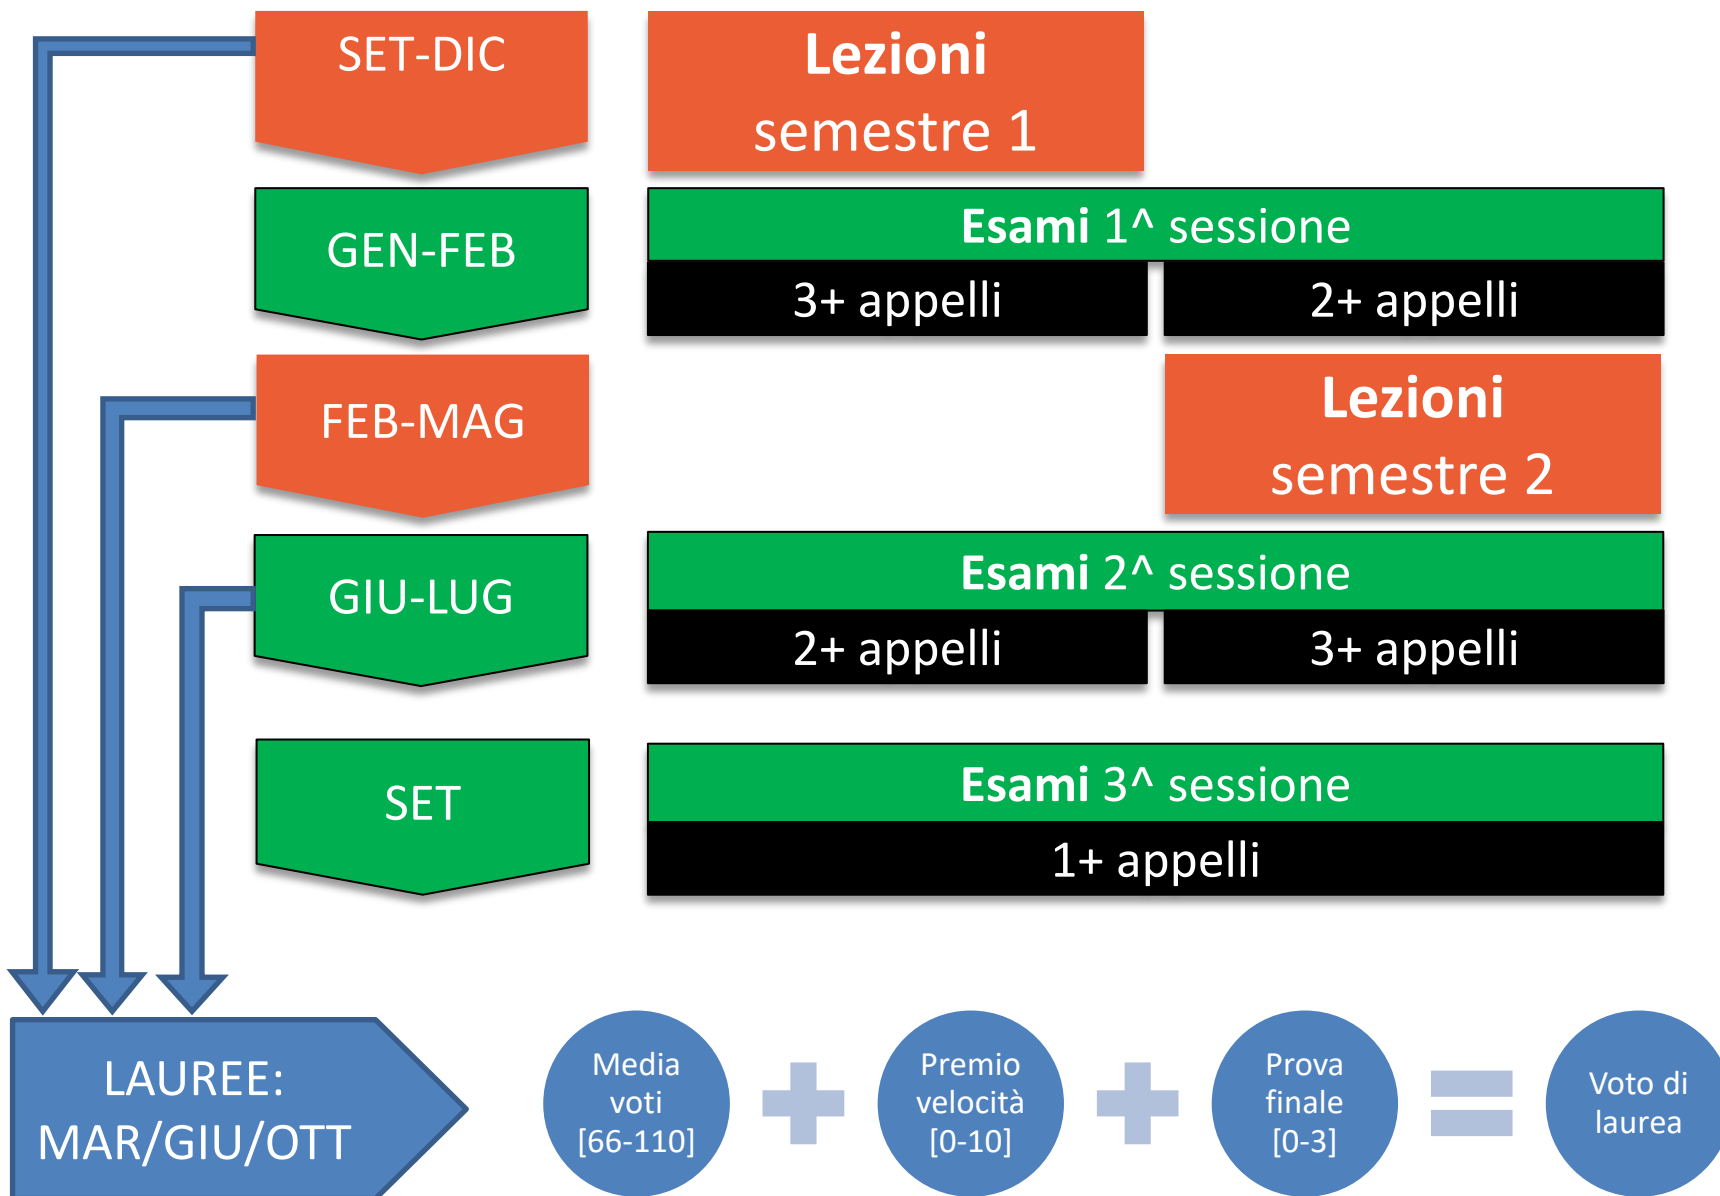 SET-DIC
Lezioni
semestre 1
GEN-FEB
Esami 1^ sessione
3+ appelli
2+ appelli
FEB-MAG
Lezioni
semestre 2
GIU-LUG
Esami 2^ sessione
2+ appelli
3+ appelli
SET
Esami 3^ sessione
1+ appelli
LAUREE:
MAR/GIU/OTT
Media
voti
[66-110]
Premio
velocità
[0-10]
Prova
finale
[0-3]
Voto di
laurea